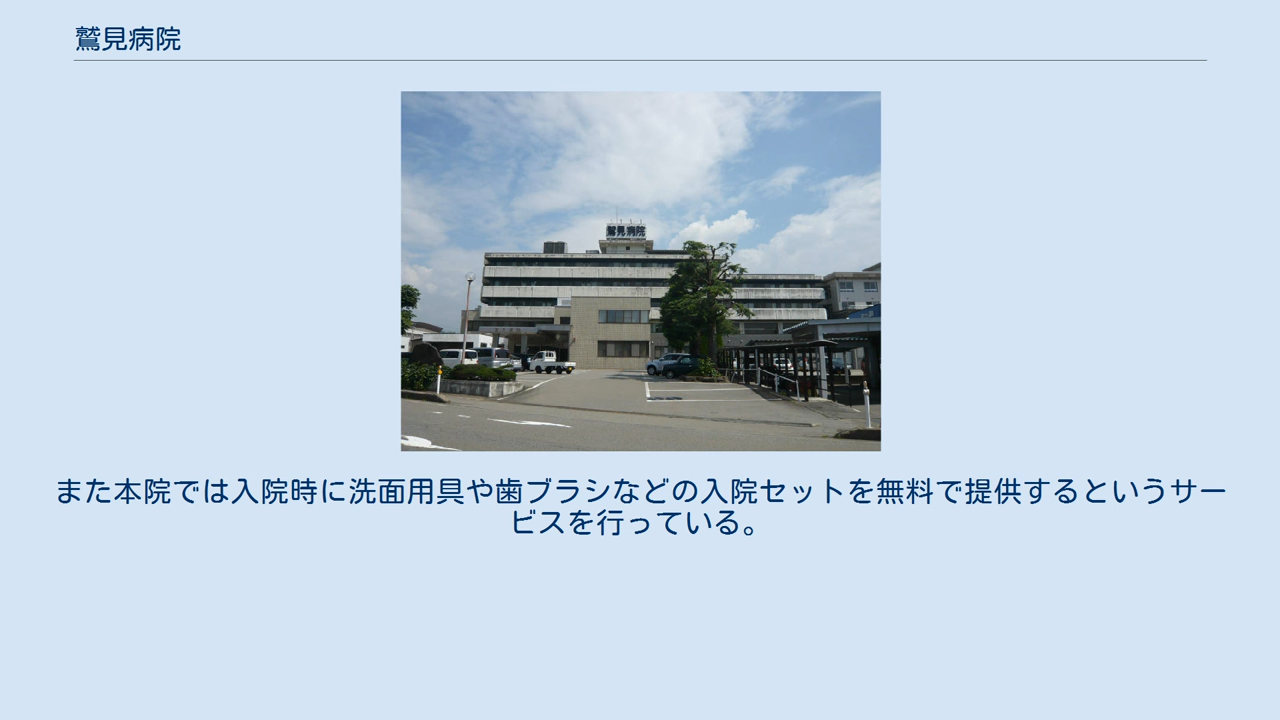 鷲見病院
鷲見病院
また本院では入院時に洗面用具や歯ブラシなどの入院セットを無料で提供するというサー
ビスを行っている。